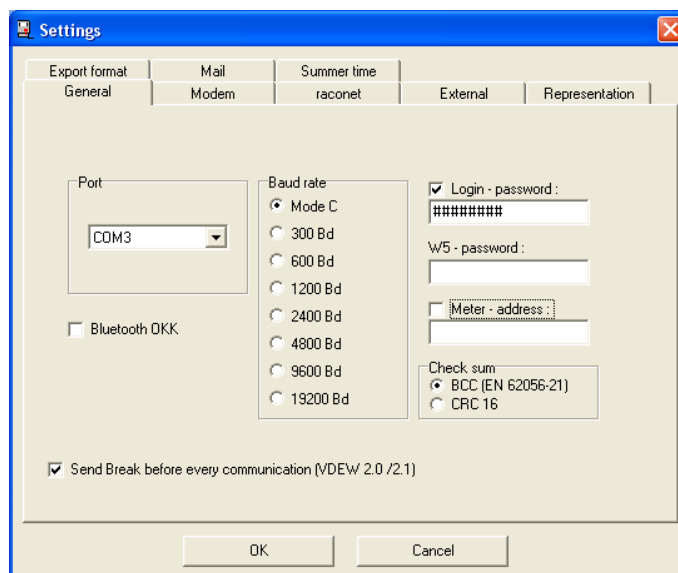 Settings
Export format Mail Summer time
General Modem raconet External Representation
Port
COM3
Bluetooth OKK
Baud rate
Mode C
300 Bd
600 Bd
1200 Bd
2400 Bd
4800 Bd
9600 Bd
19200 Bd
Login - password :
########
W5 - password :
Meter - address :
Check sum
BCC (EN 62056-21)
CRC 16
Send Break before every communication (VDEW 2.0 /2.1)
OK Cancel